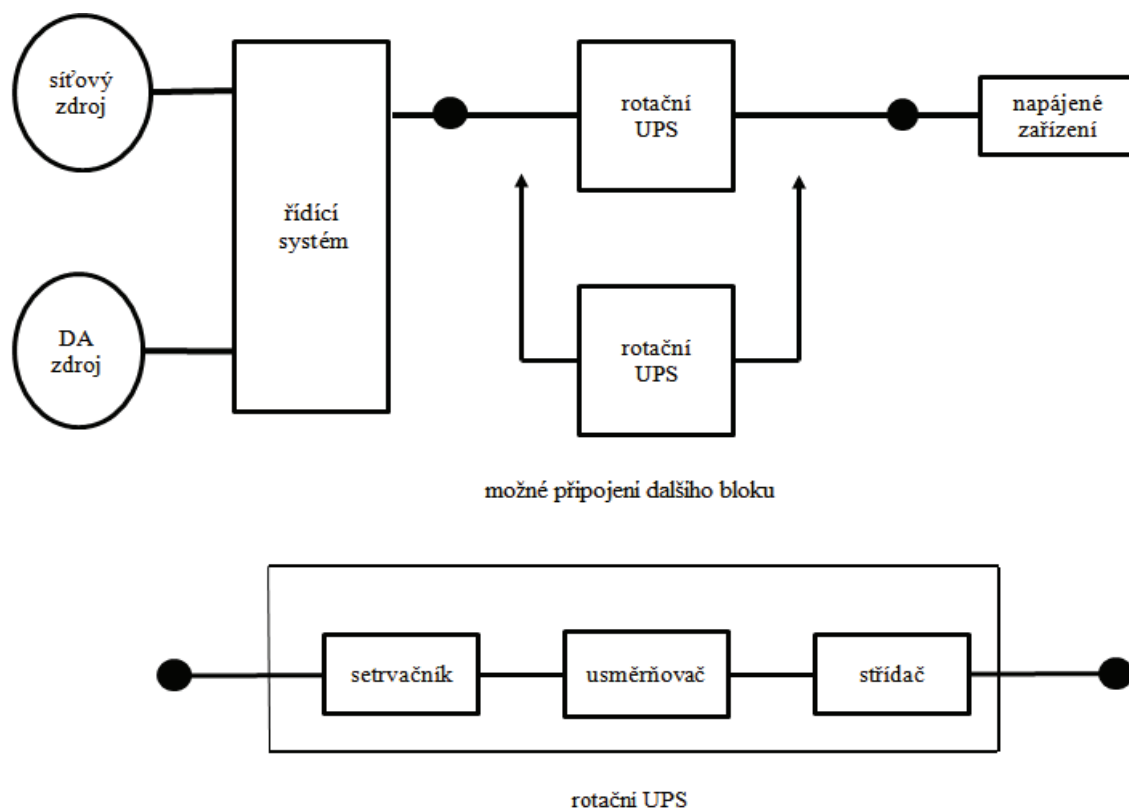 síťový
zdroj
rotační
UPS
napájené
zařízení
řídící
systém
DA
zdroj
rotační
UPS
možné připojení dalšího bloku
setrvačník
usměrňovač
střídač
rotační UPS